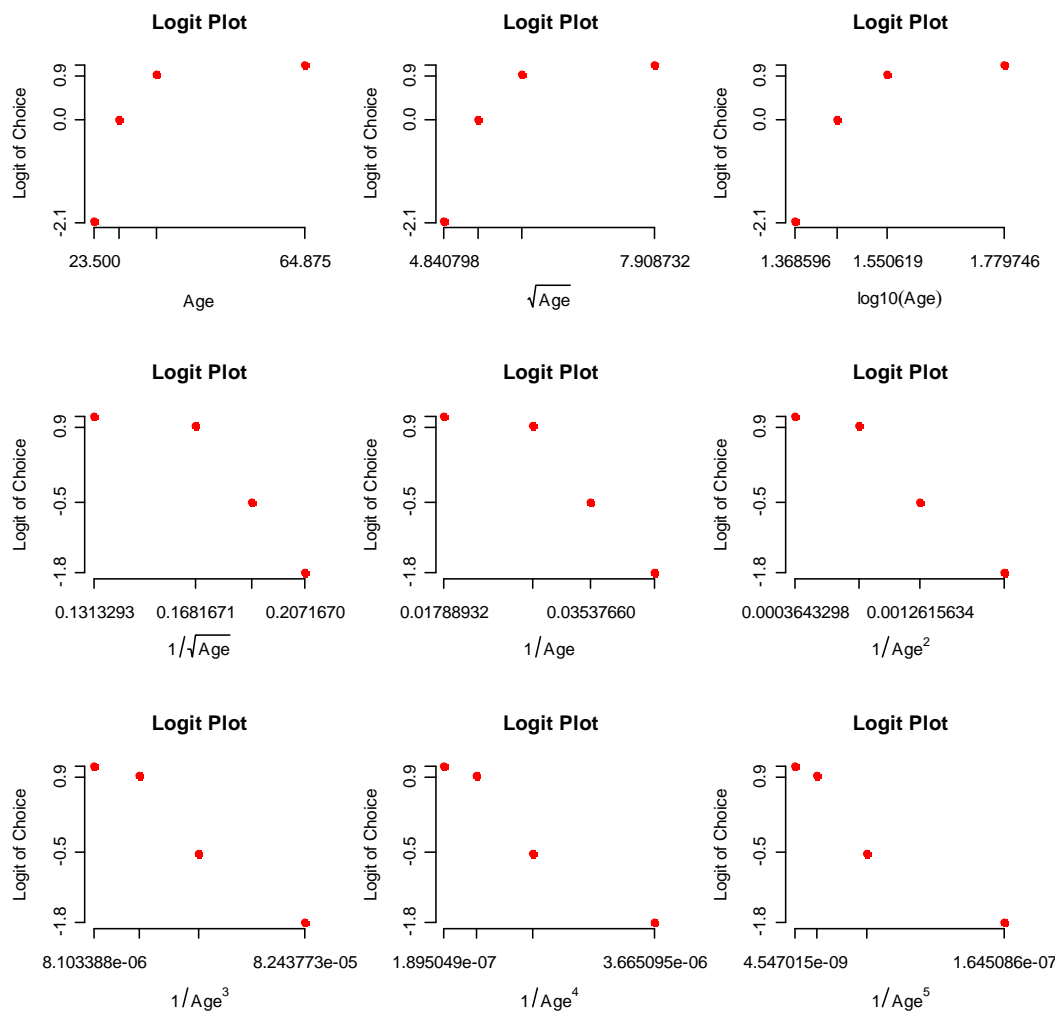 Logit Plot
Logit of Choice
0.9
0.0
-2.1
23.500 64.875
Age
Logit Plot
Logit of Choice
0.9
0.0
-2.1
4.840798 7.908732
√Age
Logit Plot
Logit of Choice
0.9
0.0
-2.1
1.368596 1.550619 1.779746
log10(Age)
Logit Plot
Logit of Choice
0.9
-0.5
-1.8
0.1313293 0.1681671 0.2071670
1/√Age
Logit Plot
Logit of Choice
0.9
-0.5
-1.8
0.01788932 0.03537660
1/Age
Logit Plot
Logit of Choice
0.9
-0.5
-1.8
0.0003643298 0.0012615634
1/Age²
Logit Plot
Logit of Choice
0.9
-0.5
-1.8
8.103388e-06 8.243773e-05
1/Age³
Logit Plot
Logit of Choice
0.9
-0.5
-1.8
1.895049e-07 3.665095e-06
1/Age⁴
Logit Plot
Logit of Choice
0.9
-0.5
-1.8
4.547015e-09 1.645086e-07
1/Age⁵